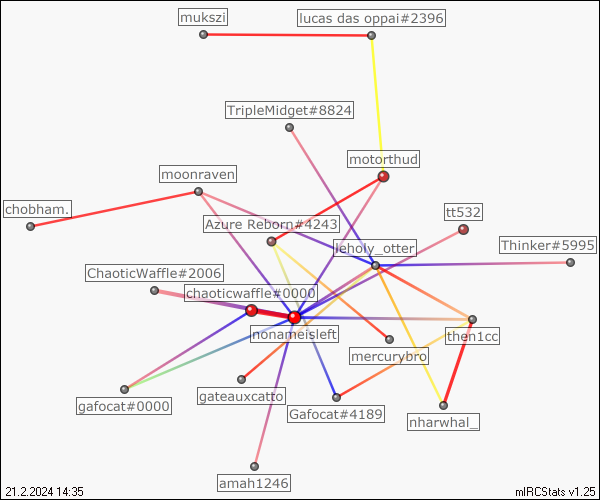 mukszi
lucas das oppai#2396
TripleMidget#8824
motorthud
moonraven
chobham.
tt532
Azure Reborn#4243
leholy_otter
Thinker#5995
ChaoticWaffle#2006
chaoticwaffle#0000
nonameisleft
then1cc
mercurybro
gafocat#0000
gateauxcatto
Gafocat#4189
nharwhal_
amah1246
21.2.2024 14:35
mIRCStats v1.25